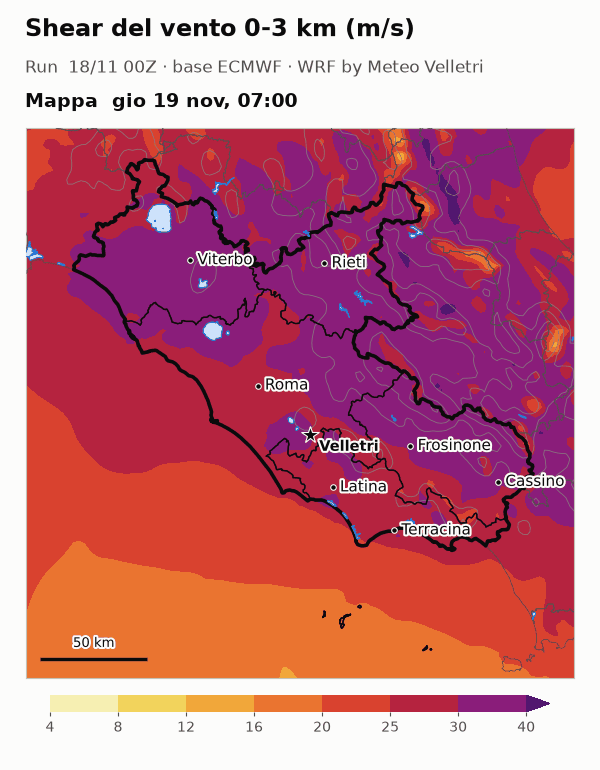 Shear del vento 0-3 km (m/s)
Run  18/11 00Z · base ECMWF · WRF by Meteo Velletri
Mappa  gio 19 nov, 07:00
Viterbo
Rieti
Roma
Velletri
Frosinone
Latina
Cassino
Terracina
50 km
4 8 12 16 20 25 30 40